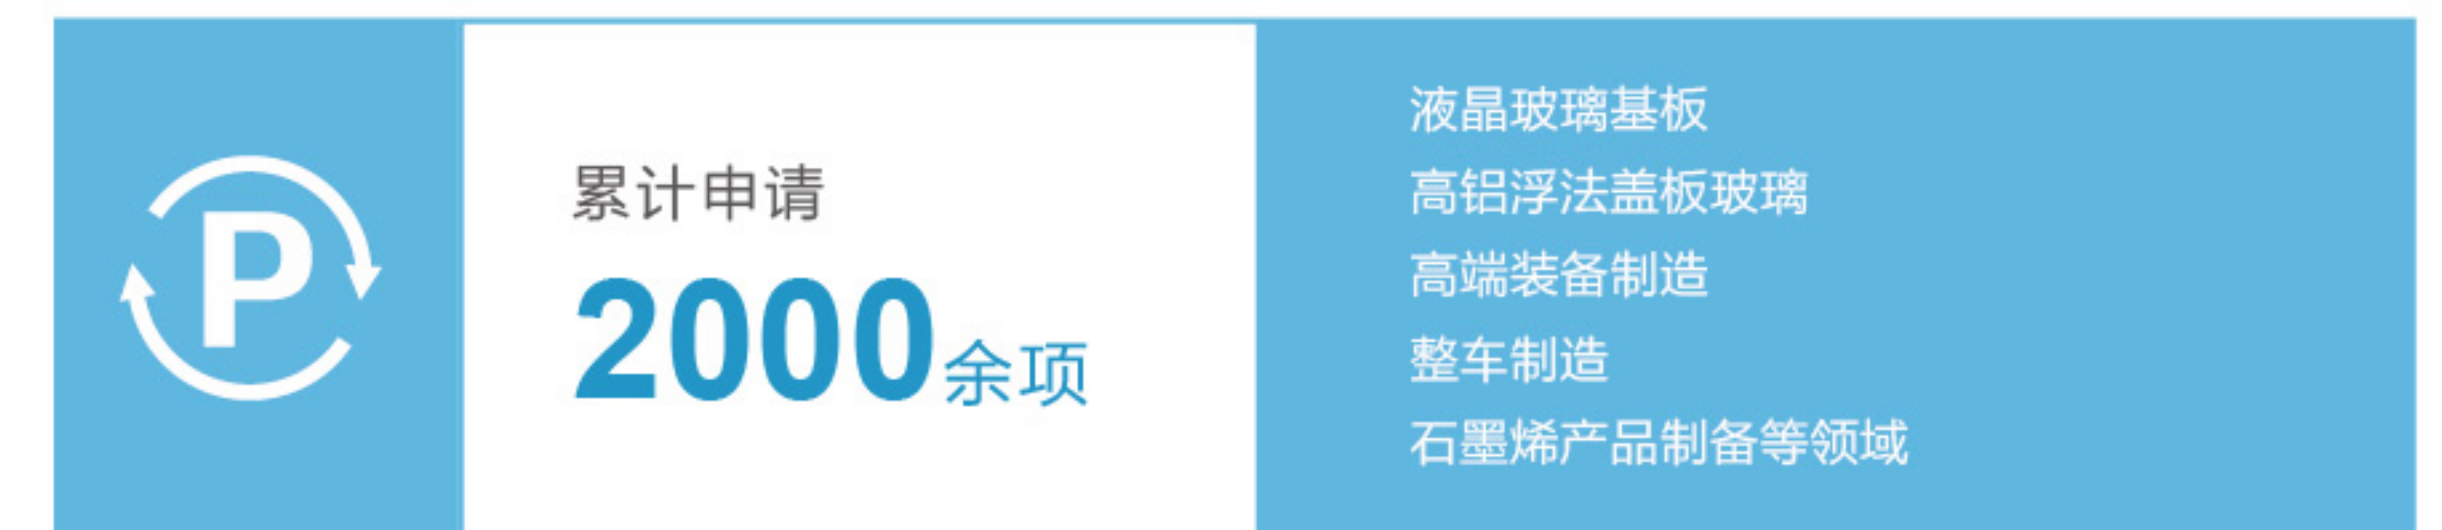 P
累计申请
2000余项
液晶玻璃基板
高铝浮法盖板玻璃
高端装备制造
整车制造
石墨烯产品制备等领域